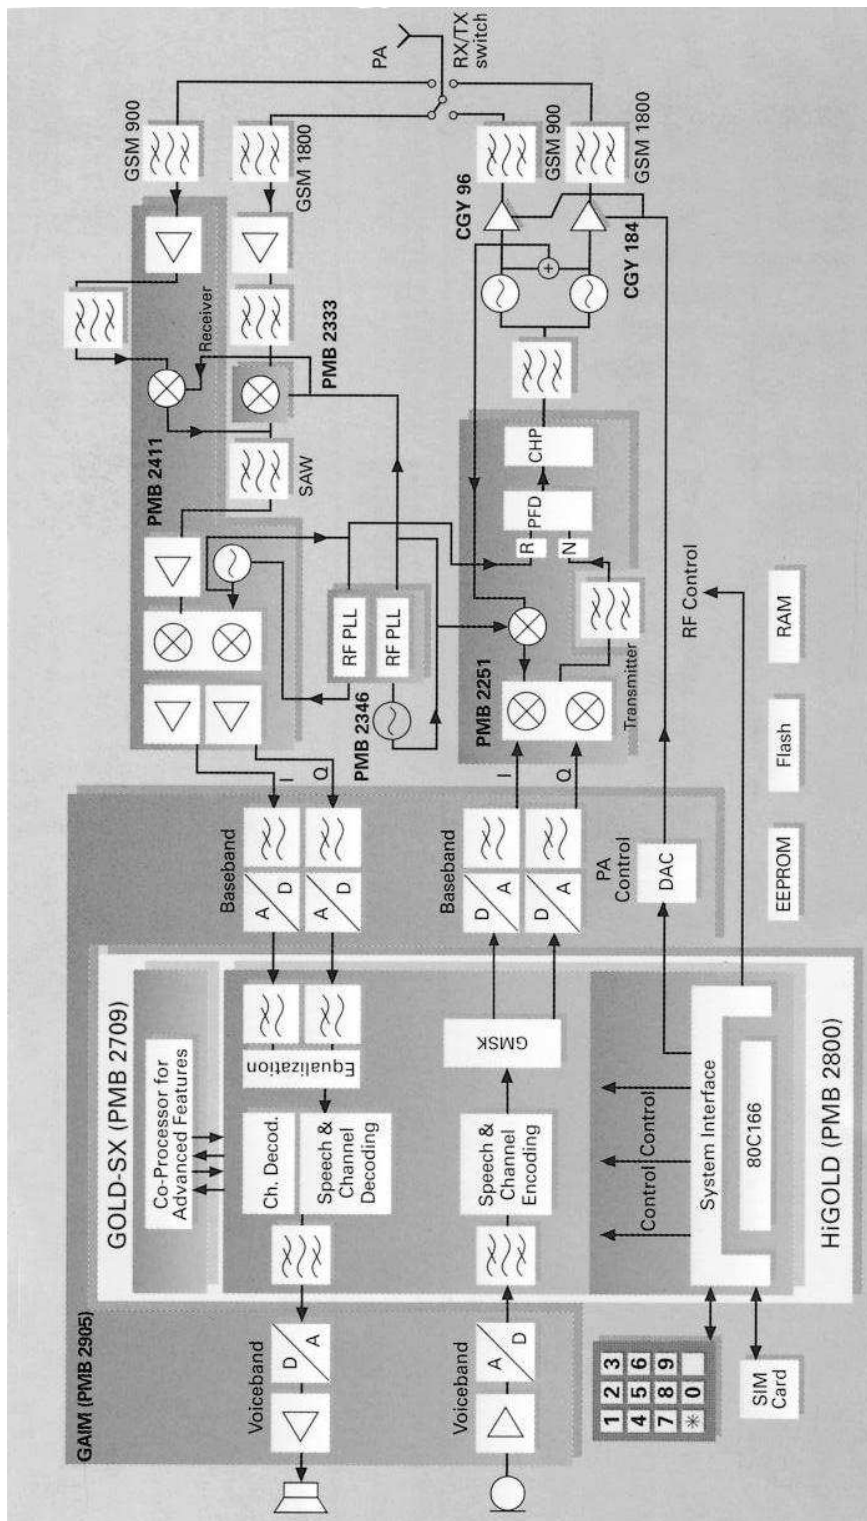 GAIM (PMB 2905)
GOLD-SX (PMB 2709)
Co-Processor for
Advanced Features
Voiceband
D
A
Ch. Decod.
Speech &
Channel
Decoding
Equalization
Baseband
A
D
A
D
I
Q
PMB 2411
Receiver
SAW
PMB 2333
GSM 900
GSM 1800
PA
RX/TX
switch
RF PLL
RF PLL
PMB 2346
Voiceband
A
D
Speech &
Channel
Encoding
GMSK
Baseband
D
A
D
A
I
Q
PMB 2251
Transmitter
R
N
PFD
CHP
+
CGY 96
CGY 184
GSM 900
GSM 1800
PA
Control
DAC
RF Control
1 2 3
4 5 6
7 8 9
* 0
SIM
Card
Control Control
System Interface
80C166
HiGOLD (PMB 2800)
EEPROM
Flash
RAM